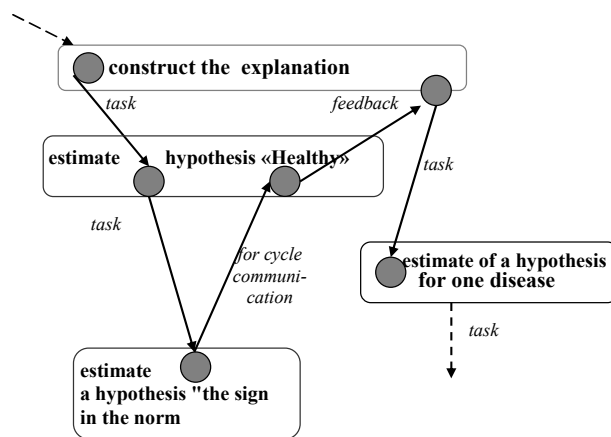 construct the explanation
task
feedback
estimate hypothesis «Healthy»
task
task
for cycle
communi-
cation
estimate of a hypothesis
for one disease
task
estimate
a hypothesis "the sign
in the norm